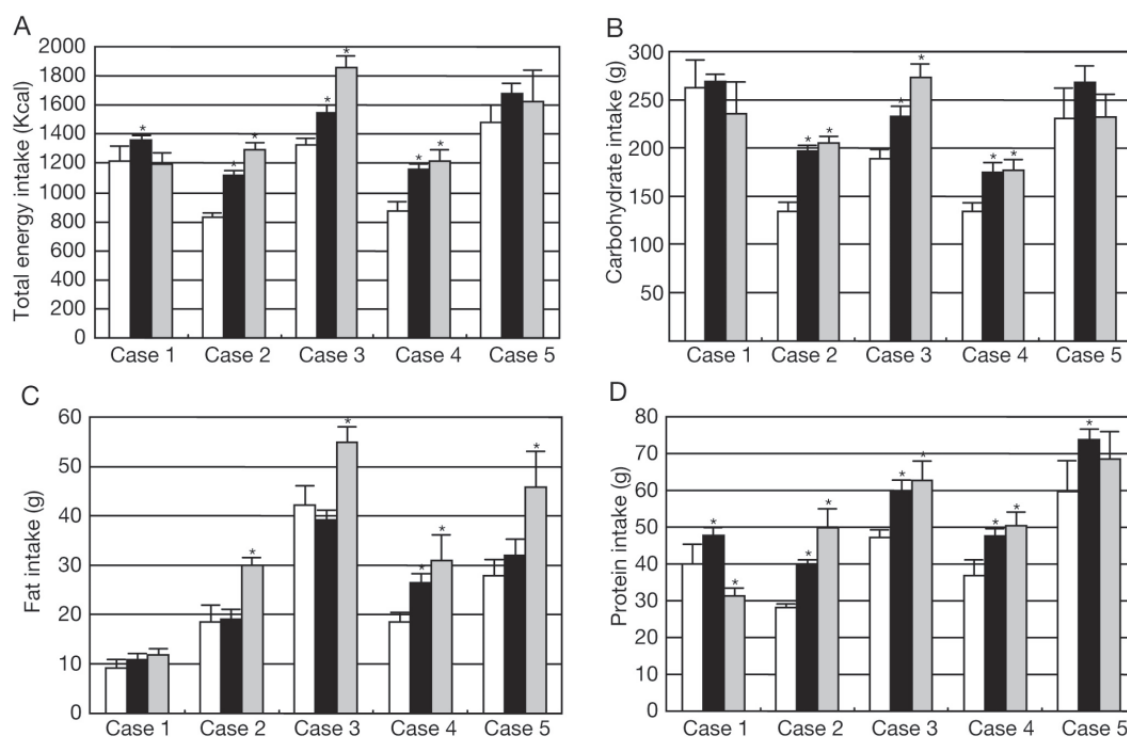 A
Total energy intake (Kcal)
2000
1800
1600
1400
1200
1000
800
600
400
200
0
* * * * * *
Case 1 Case 2 Case 3 Case 4 Case 5
B
Carbohydrate intake (g)
300
250
200
150
100
50
* * * * * *
Case 1 Case 2 Case 3 Case 4 Case 5
C
Fat intake (g)
60
50
40
30
20
10
0
* * * * *
Case 1 Case 2 Case 3 Case 4 Case 5
D
Protein intake (g)
80
70
60
50
40
30
20
10
0
* * * * * * * * *
Case 1 Case 2 Case 3 Case 4 Case 5